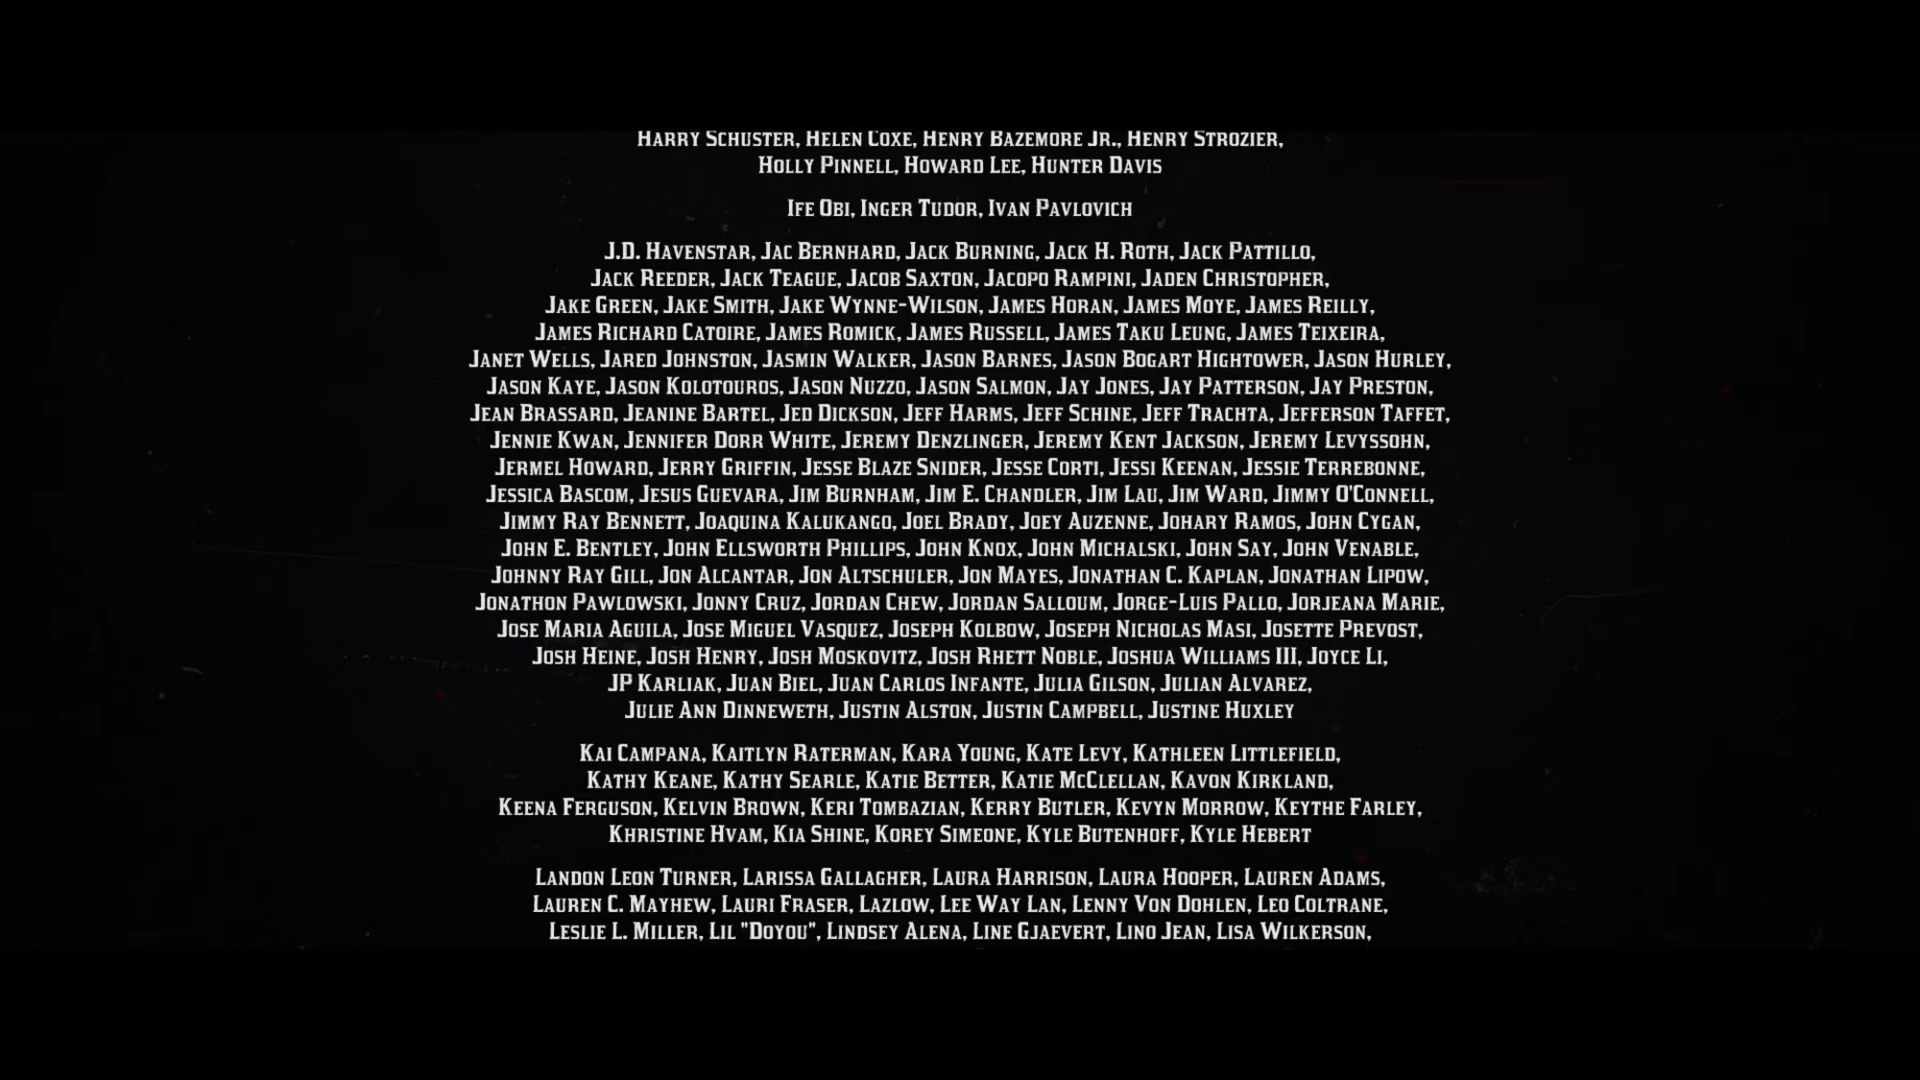 Harry Schuster, Helen Coxe, Henry Bazemore Jr., Henry Strozier,
Holly Pinnell, Howard Lee, Hunter Davis
Ife Obi, Inger Tudor, Ivan Pavlovich
J.D. Havenstar, Jac Bernhard, Jack Burning, Jack H. Roth, Jack Pattillo,
Jack Reeder, Jack Teague, Jacob Saxton, Jacopo Rampini, Jaden Christopher,
Jake Green, Jake Smith, Jake Wynne-Wilson, James Horan, James Moye, James Reilly,
James Richard Catoire, James Romick, James Russell, James Taku Leung, James Teixeira,
Janet Wells, Jared Johnston, Jasmin Walker, Jason Barnes, Jason Bogart Hightower, Jason Hurley,
Jason Kaye, Jason Kolotouros, Jason Nuzzo, Jason Salmon, Jay Jones, Jay Patterson, Jay Preston,
Jean Brassard, Jeanine Bartel, Jed Dickson, Jeff Harms, Jeff Schine, Jeff Trachta, Jefferson Taffet,
Jennie Kwan, Jennifer Dorr White, Jeremy Denzlinger, Jeremy Kent Jackson, Jeremy Levyssohn,
Jermel Howard, Jerry Griffin, Jesse Blaze Snider, Jesse Corti, Jessi Keenan, Jessie Terrebonne,
Jessica Bascom, Jesus Guevara, Jim Burnham, Jim E. Chandler, Jim Lau, Jim Ward, Jimmy O'Connell,
Jimmy Ray Bennett, Joaquina Kalukango, Joel Brady, Joey Auzenne, Johary Ramos, John Cygan,
John E. Bentley, John Ellsworth Phillips, John Knox, John Michalski, John Say, John Venable,
Johnny Ray Gill, Jon Alcantar, Jon Altschuler, Jon Mayes, Jonathan C. Kaplan, Jonathan Lipow,
Jonathon Pawlowski, Jonny Cruz, Jordan Chew, Jordan Salloum, Jorge-Luis Pallo, Jorjeana Marie,
Jose Maria Aguila, Jose Miguel Vasquez, Joseph Kolbow, Joseph Nicholas Masi, Josette Prevost,
Josh Heine, Josh Henry, Josh Moskovitz, Josh Rhett Noble, Joshua Williams III, Joyce Li,
JP Karliak, Juan Biel, Juan Carlos Infante, Julia Gilson, Julian Alvarez,
Julie Ann Dinneweth, Justin Alston, Justin Campbell, Justine Huxley
Kai Campana, Kaitlyn Raterman, Kara Young, Kate Levy, Kathleen Littlefield,
Kathy Keane, Kathy Searle, Katie Better, Katie McClellan, Kavon Kirkland,
Keena Ferguson, Kelvin Brown, Keri Tombazian, Kerry Butler, Kevyn Morrow, Keythe Farley,
Khristine Hvam, Kia Shine, Korey Simeone, Kyle Butenhoff, Kyle Hebert
Landon Leon Turner, Larissa Gallagher, Laura Harrison, Laura Hooper, Lauren Adams,
Lauren C. Mayhew, Lauri Fraser, Lazlow, Lee Way Lan, Lenny Von Dohlen, Leo Coltrane,
Leslie L. Miller, Lil "Doyou", Lindsey Alena, Line Gjaevert, Lino Jean, Lisa Wilkerson,